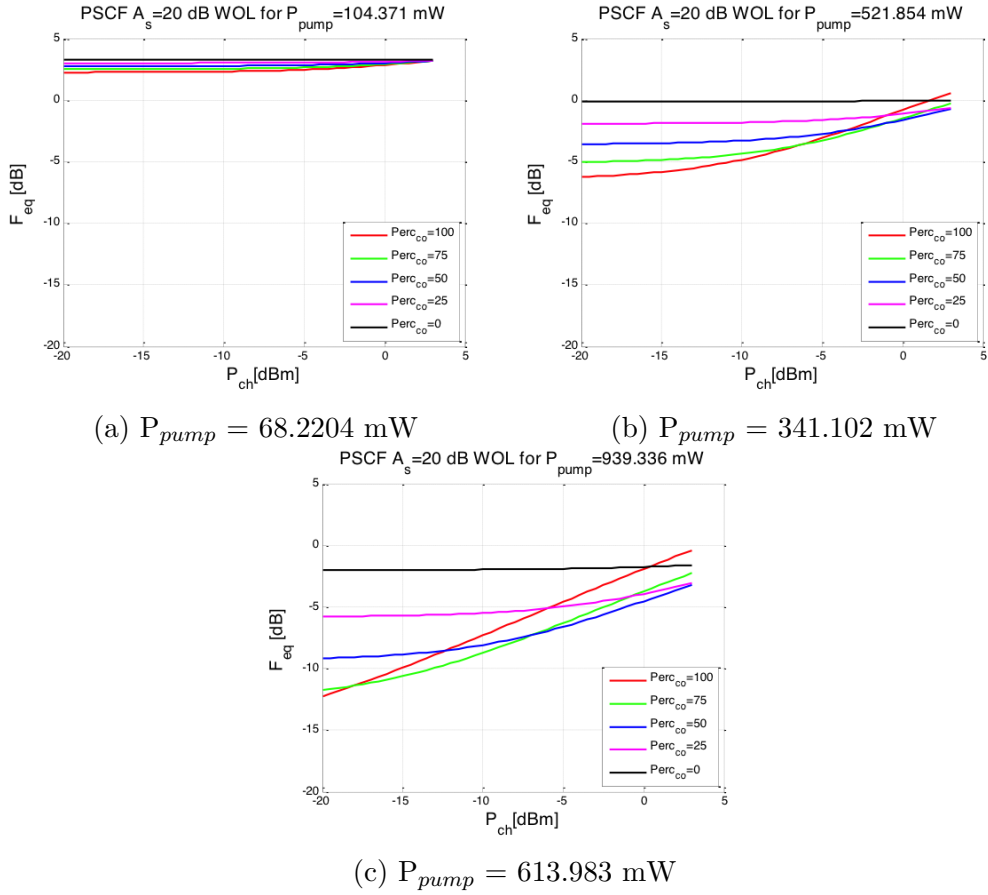 PSCF A_s=20 dB WOL for P_pump=104.371 mW
5
0
-5
-10
-15
-20
F_eq [dB]
Perc_co=100
Perc_co=75
Perc_co=50
Perc_co=25
Perc_co=0
-20 -15 -10 -5 0 5
P_ch[dBm]
(a) P_pump = 68.2204 mW
PSCF A_s=20 dB WOL for P_pump=521.854 mW
5
0
-5
-10
-15
-20
F_eq [dB]
Perc_co=100
Perc_co=75
Perc_co=50
Perc_co=25
Perc_co=0
-20 -15 -10 -5 0 5
P_ch[dBm]
(b) P_pump = 341.102 mW
PSCF A_s=20 dB WOL for P_pump=939.336 mW
5
0
-5
-10
-15
-20
F_eq [dB]
Perc_co=100
Perc_co=75
Perc_co=50
Perc_co=25
Perc_co=0
-20 -15 -10 -5 0 5
P_ch[dBm]
(c) P_pump = 613.983 mW